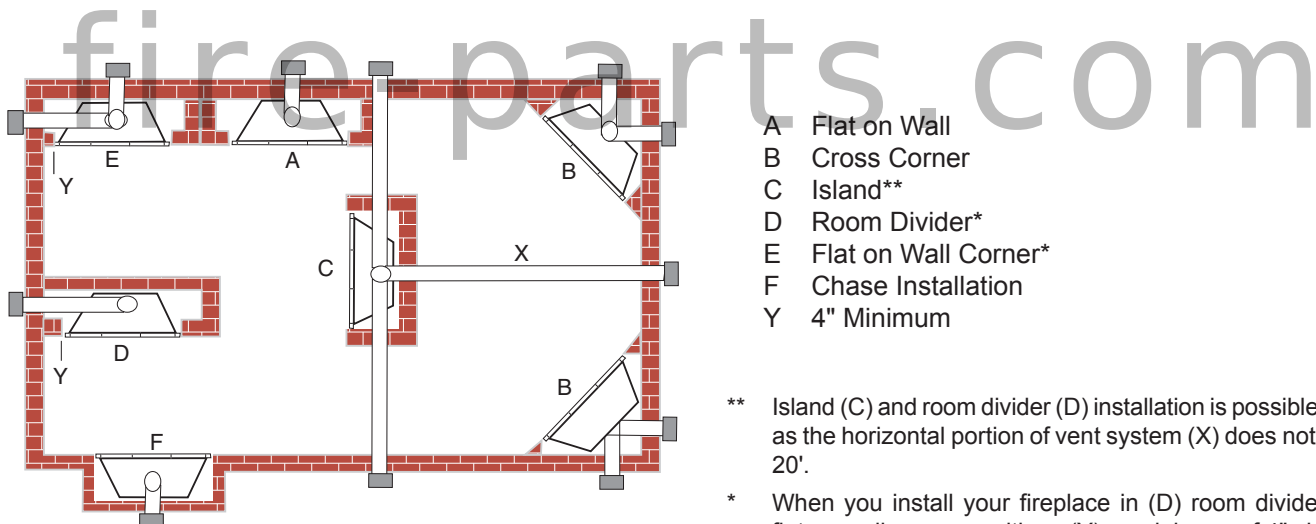 fire-parts.com
E
A
Y
B
C
X
D
Y
B
F
A Flat on Wall
B Cross Corner
C Island**
D Room Divider*
E Flat on Wall Corner*
F Chase Installation
Y 4" Minimum
** Island (C) and room divider (D) installation is possible
as the horizontal portion of vent system (X) does not
20'.
* When you install your fireplace in (D) room divide